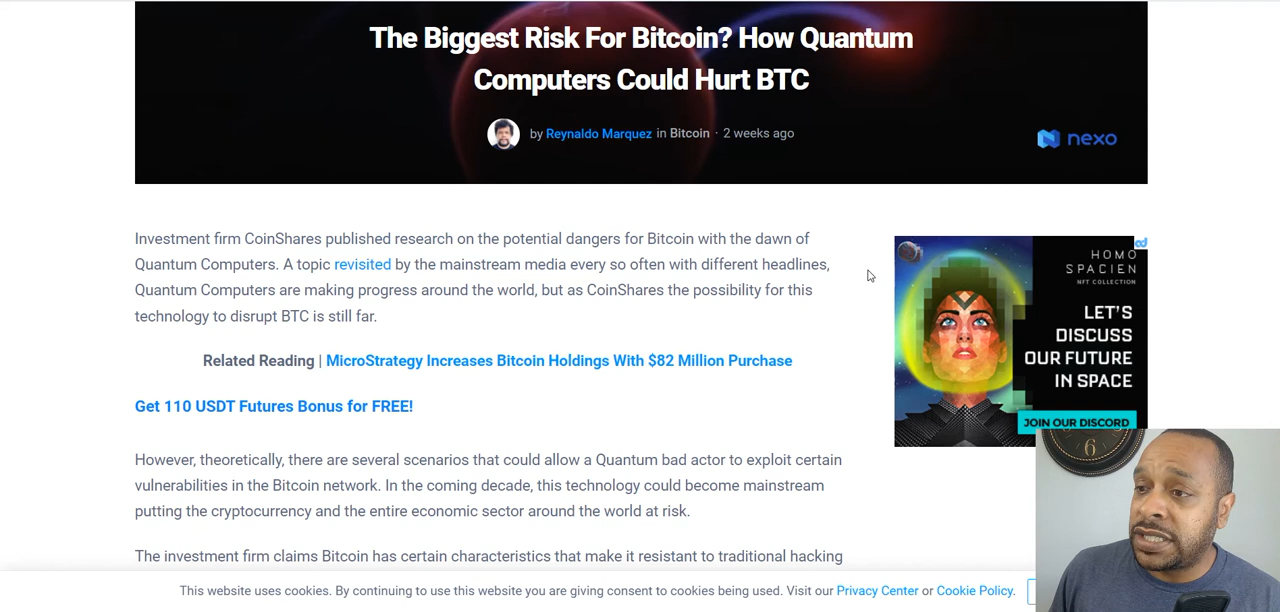 The Biggest Risk For Bitcoin? How Quantum
Computers Could Hurt BTC
by Reynaldo Marquez in Bitcoin · 2 weeks ago
nexo
Investment firm CoinShares published research on the potential dangers for Bitcoin with the dawn of
Quantum Computers. A topic revisited by the mainstream media every so often with different headlines,
Quantum Computers are making progress around the world, but as CoinShares the possibility for this
technology to disrupt BTC is still far.
Related Reading | MicroStrategy Increases Bitcoin Holdings With $82 Million Purchase
Get 110 USDT Futures Bonus for FREE!
However, theoretically, there are several scenarios that could allow a Quantum bad actor to exploit certain
vulnerabilities in the Bitcoin network. In the coming decade, this technology could become mainstream
putting the cryptocurrency and the entire economic sector around the world at risk.
The investment firm claims Bitcoin has certain characteristics that make it resistant to traditional hacking
HOMO
SPACIEN
NFT COLLECTION
LET'S
DISCUSS
OUR FUTURE
IN SPACE
JOIN OUR DISCORD
6
This website uses cookies. By continuing to use this website you are giving consent to cookies being used. Visit our Privacy Center or Cookie Policy.